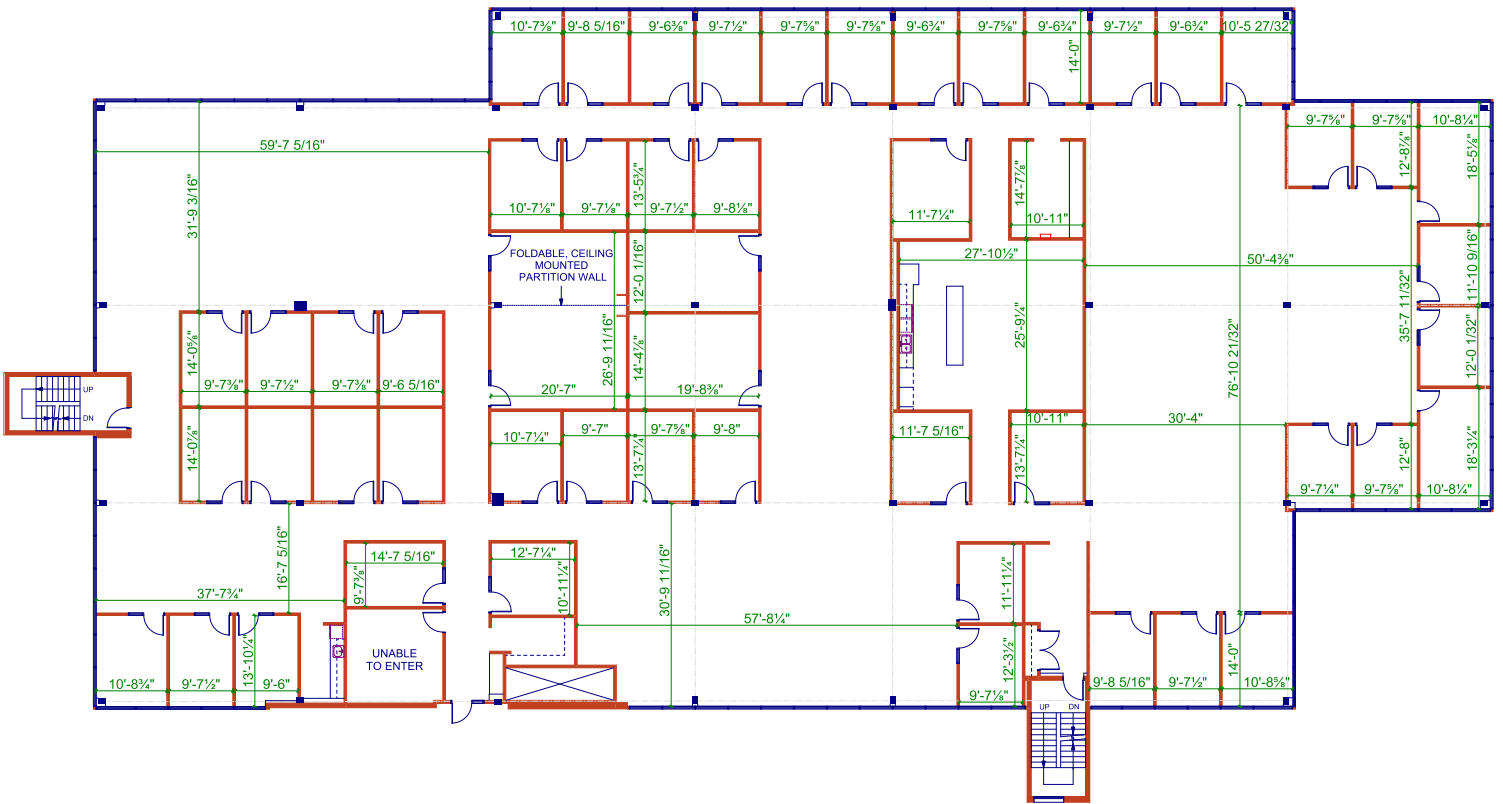 10'-7⅜" 9'-8 5/16" 9'-6⅜" 9'-7½" 9'-7⅝" 9'-7⅝" 9'-6¾" 9'-7⅝" 9'-6¾" 9'-7½" 9'-6¾" 10'-5 27/32"
14'-0"
9'-7⅝" 9'-7⅝" 10'-8¼"
59'-7 5/16"
31'-9 3/16"
13'-5¾"
14'-7⅞"
12'-8⅞"
18'-5⅛"
10'-7⅛" 9'-7⅛" 9'-7½" 9'-8⅛"
11'-7¼"
10'-11"
FOLDABLE, CEILING
MOUNTED
PARTITION WALL
12'-0 1/16"
27'-10½"
50'-4⅜"
11'-10 9/16"
35'-7 11/32"
26'-9 11/16"
14'-4⅞"
25'-9¼"
76'-10 21/32"
12'-0 1/32"
14'-0⅝"
9'-7⅜" 9'-7½" 9'-7⅜" 9'-6 5/16"
20'-7"
19'-8⅜"
UP
DN
14'-0⅞"
10'-7¼" 9'-7" 9'-7⅝" 9'-8"
13'-7¼"
11'-7 5/16"
10'-11"
13'-7¼"
30'-4"
12'-8"
18'-3¼"
9'-7¼" 9'-7⅝" 10'-8¼"
16'-7 5/16"
14'-7 5/16"
9'-7⅜"
12'-7¼"
10'-11¼"
30'-9 11/16"
11'-11¼"
37'-7¾"
57'-8¼"
UNABLE
TO ENTER
13'-10¼"
12'-3½"
14'-0"
10'-8¾" 9'-7½" 9'-6"
9'-7⅛"
9'-8 5/16" 9'-7½" 10'-8⅝"
UP DN